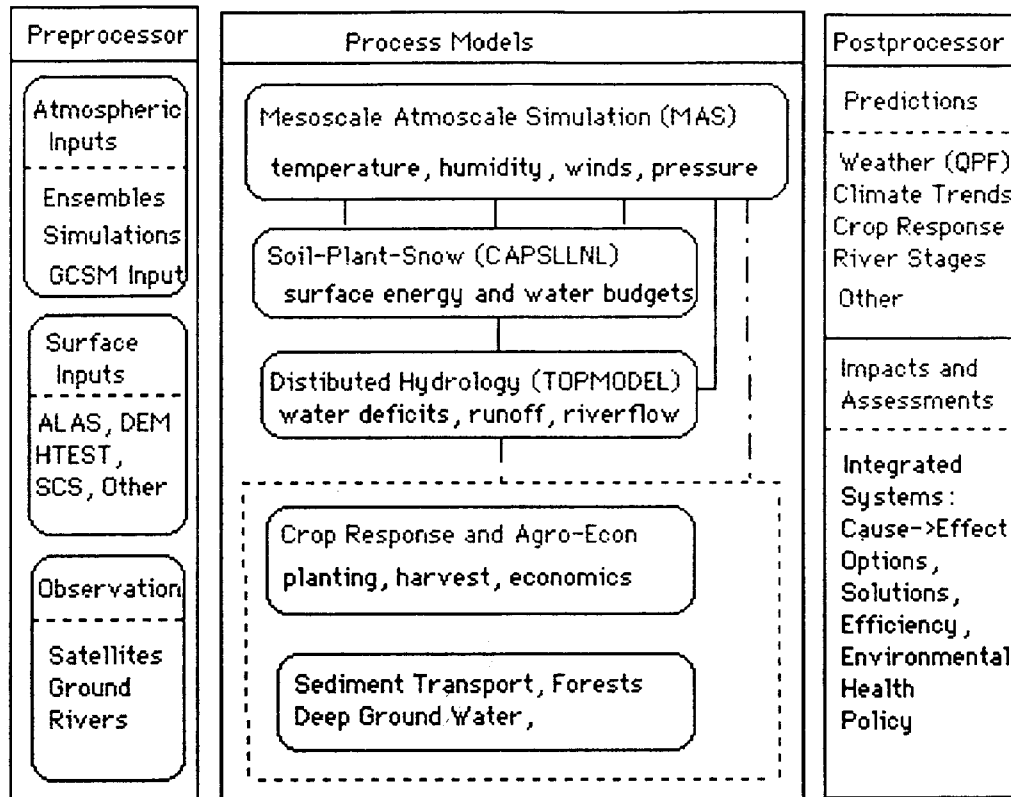 Preprocessor
Atmospheric
Inputs
Ensembles
Simulations
GCSM Input
Surface
Inputs
ALAS, DEM
HTEST,
SCS, Other
Observation
Satellites
Ground
Rivers
Process Models
Mesoscale Atmoscale Simulation (MAS)
temperature, humidity, winds, pressure
Soil-Plant-Snow (CAPSLLNL)
surface energy and water budgets
Distibuted Hydrology (TOPMODEL)
water deficits, runoff, riverflow
Crop Response and Agro-Econ
planting, harvest, economics
Sediment Transport, Forests
Deep Ground Water,
Postprocessor
Predictions
Weather (QPF)
Climate Trends
Crop Response
River Stages
Other
Impacts and
Assessments
Integrated
Systems:
Cause->Effect
Options,
Solutions,
Efficiency,
Environmental
Health
Policy